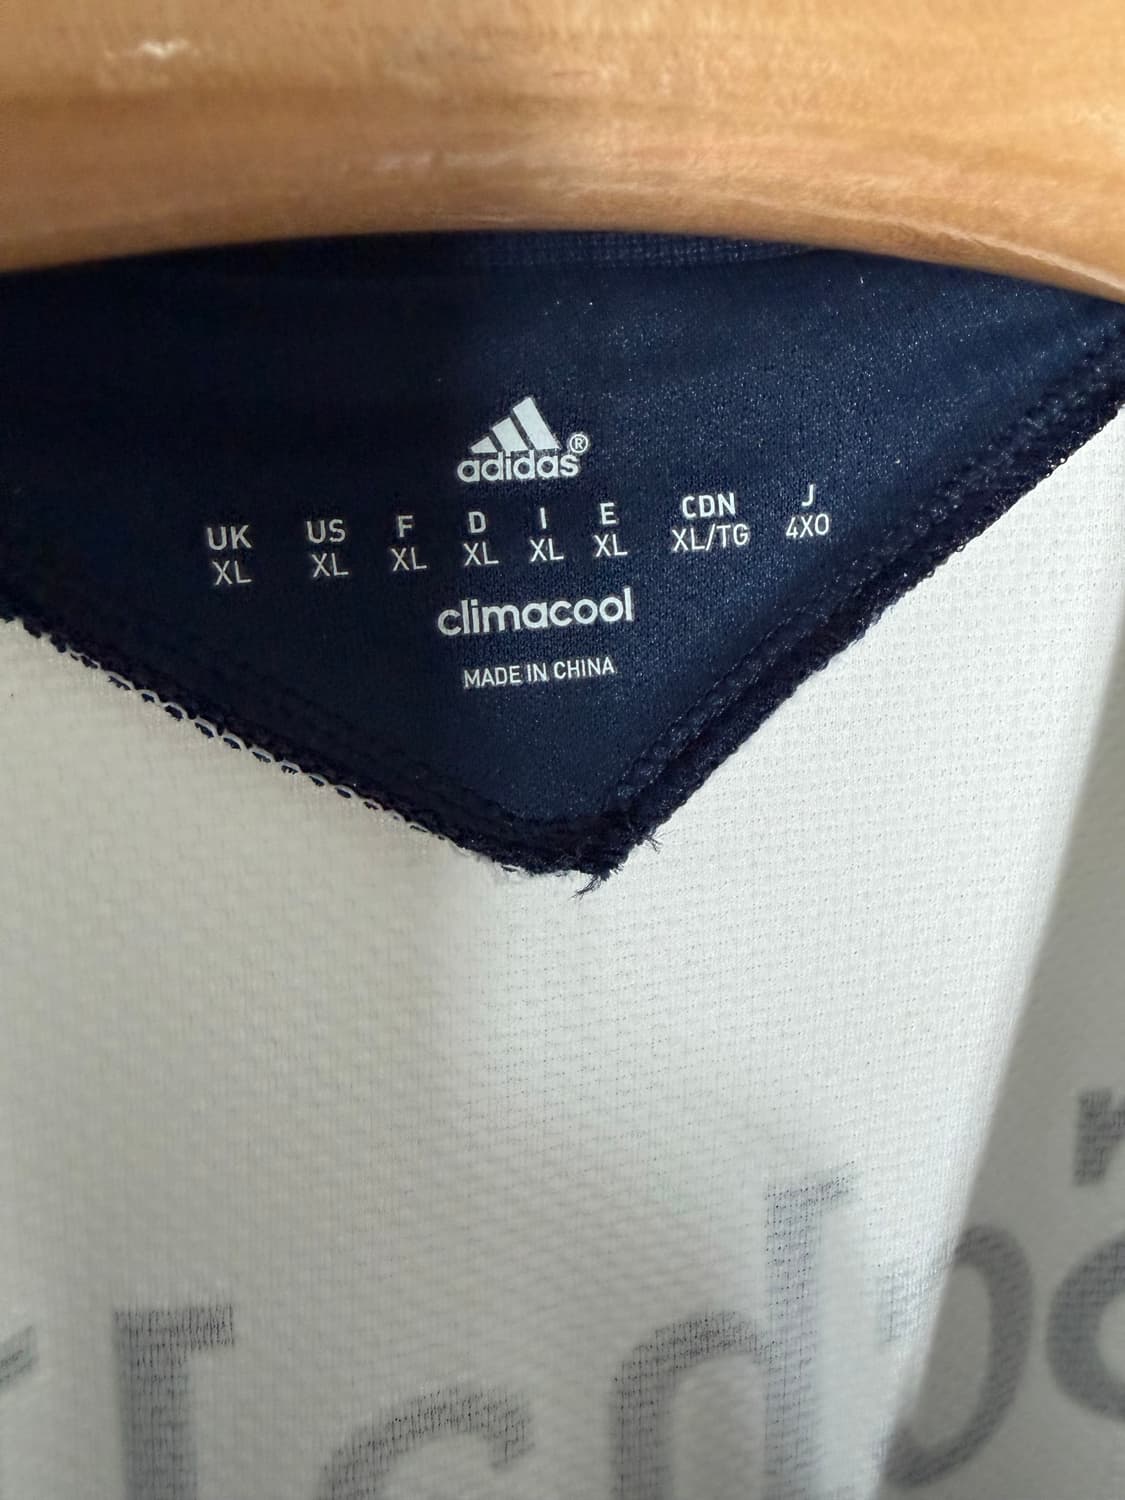 adidas®
UK US F D I E CDN J
XL XL XL XL XL XL XL/TG 4XO
climacool
MADE IN CHINA